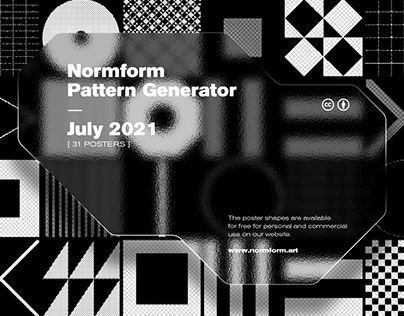 Normform
Pattern Generator
—
July 2021
[ 31 POSTERS ]
cc
The poster shapes are available
for free for personal and commercial
use on our website.
www.normform.art